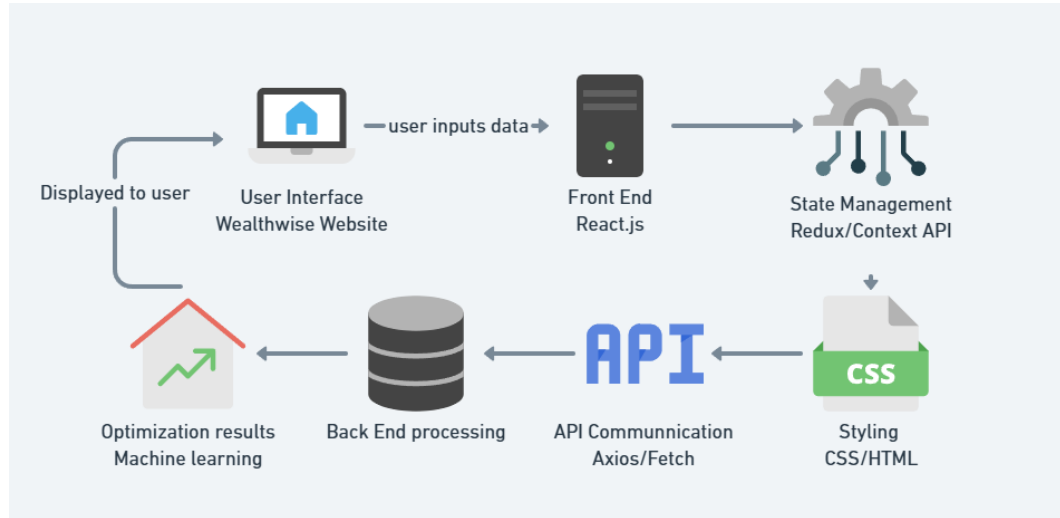 user inputs data
Displayed to user
User Interface
Wealthwise Website
Front End
React.js
State Management
Redux/Context API
API
CSS
Optimization results
Machine learning
Back End processing
API Communnication
Axios/Fetch
Styling
CSS/HTML